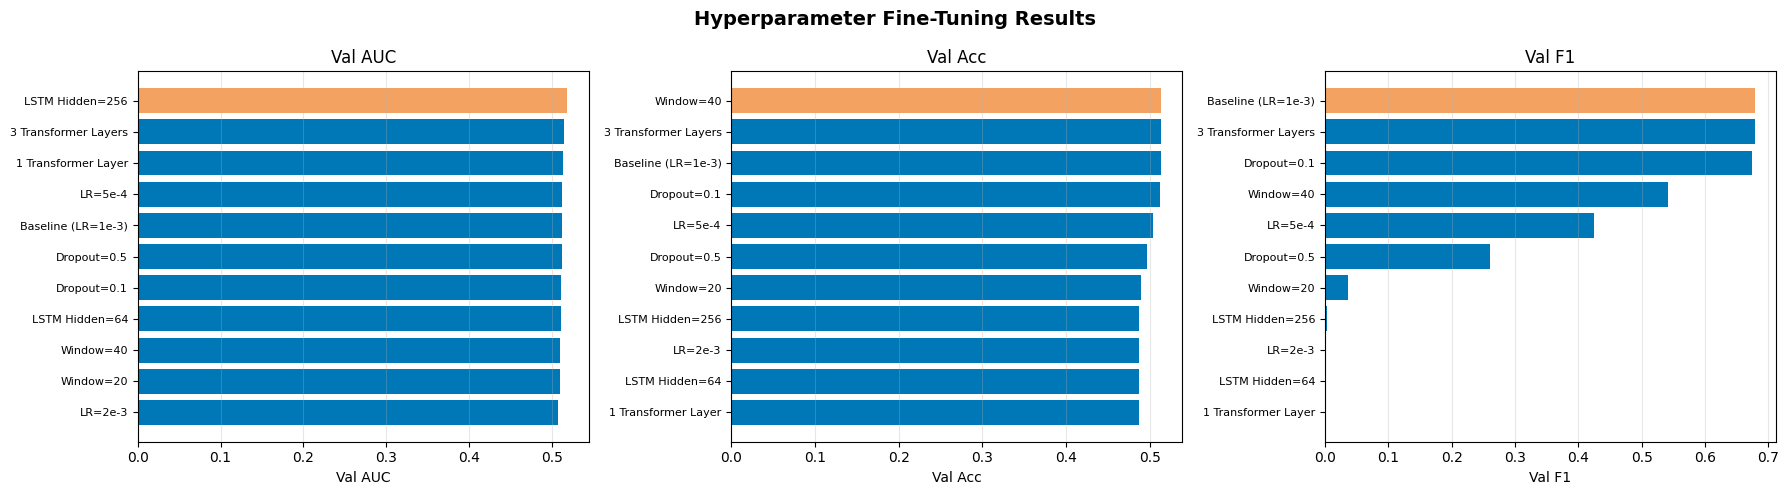 Hyperparameter Fine-Tuning Results
Val AUC
LSTM Hidden=256
3 Transformer Layers
1 Transformer Layer
LR=5e-4
Baseline (LR=1e-3)
Dropout=0.5
Dropout=0.1
LSTM Hidden=64
Window=40
Window=20
LR=2e-3
0.0 0.1 0.2 0.3 0.4 0.5
Val AUC
Val Acc
Window=40
3 Transformer Layers
Baseline (LR=1e-3)
Dropout=0.1
LR=5e-4
Dropout=0.5
Window=20
LSTM Hidden=256
LR=2e-3
LSTM Hidden=64
1 Transformer Layer
0.0 0.1 0.2 0.3 0.4 0.5
Val Acc
Val F1
Baseline (LR=1e-3)
3 Transformer Layers
Dropout=0.1
Window=40
LR=5e-4
Dropout=0.5
Window=20
LSTM Hidden=256
LR=2e-3
LSTM Hidden=64
1 Transformer Layer
0.0 0.1 0.2 0.3 0.4 0.5 0.6 0.7
Val F1